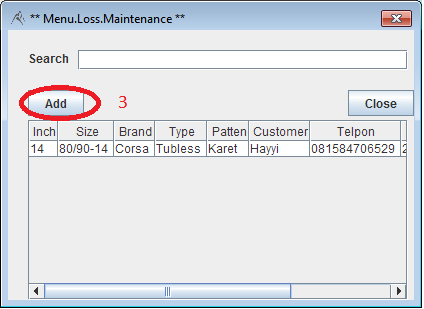 ** Menu.Loss.Maintenance **
Search
Add 3 Close
Inch Size Brand Type Patten Customer Telpon
14 80/90-14 Corsa Tubless Karet Hayyi 081584706529 2